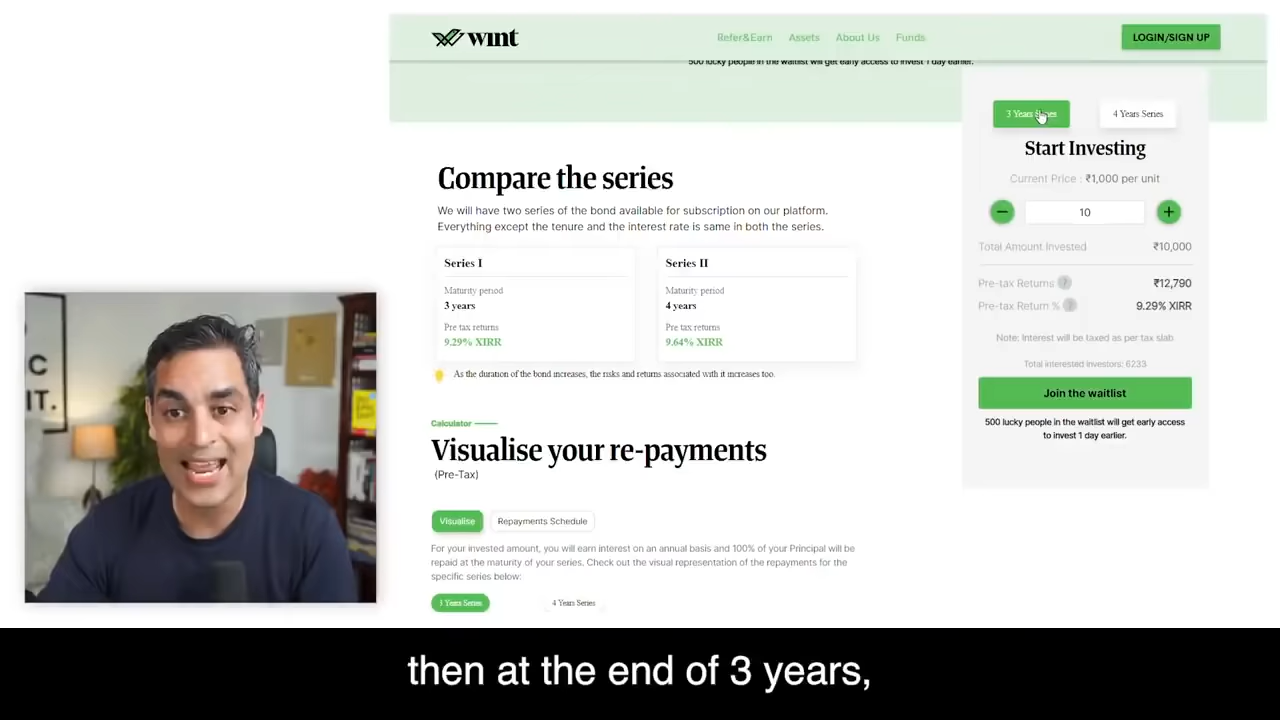 wint
Refer&Earn
Assets
About Us
Funds
LOGIN/SIGN UP
500 lucky people in the waitlist will get early access to invest 1 day earlier.
3 Years Series
4 Years Series
Start Investing
Current Price : ₹1,000 per unit
10
Total Amount Invested ₹10,000
Pre-tax Returns ? ₹12,790
Pre-tax Return % ? 9.29% XIRR
Note: Interest will be taxed as per tax slab
Total interested investors: 6233
Join the waitlist
500 lucky people in the waitlist will get early access
to invest 1 day earlier.
Compare the series
We will have two series of the bond available for subscription on our platform.
Everything except the tenure and the interest rate is same in both the series.
Series I
Maturity period
3 years
Pre tax returns
9.29% XIRR
Series II
Maturity period
4 years
Pre tax returns
9.64% XIRR
As the duration of the bond increases, the risks and returns associated with it increases too.
Calculator
Visualise your re-payments
(Pre-Tax)
Visualise
Repayments Schedule
For your invested amount, you will earn interest on an annual basis and 100% of your Principal will be
repaid at the maturity of your series. Check out the visual representation of the repayments for the
specific series below:
3 Years Series
4 Years Series
C
IT.
then at the end of 3 years,